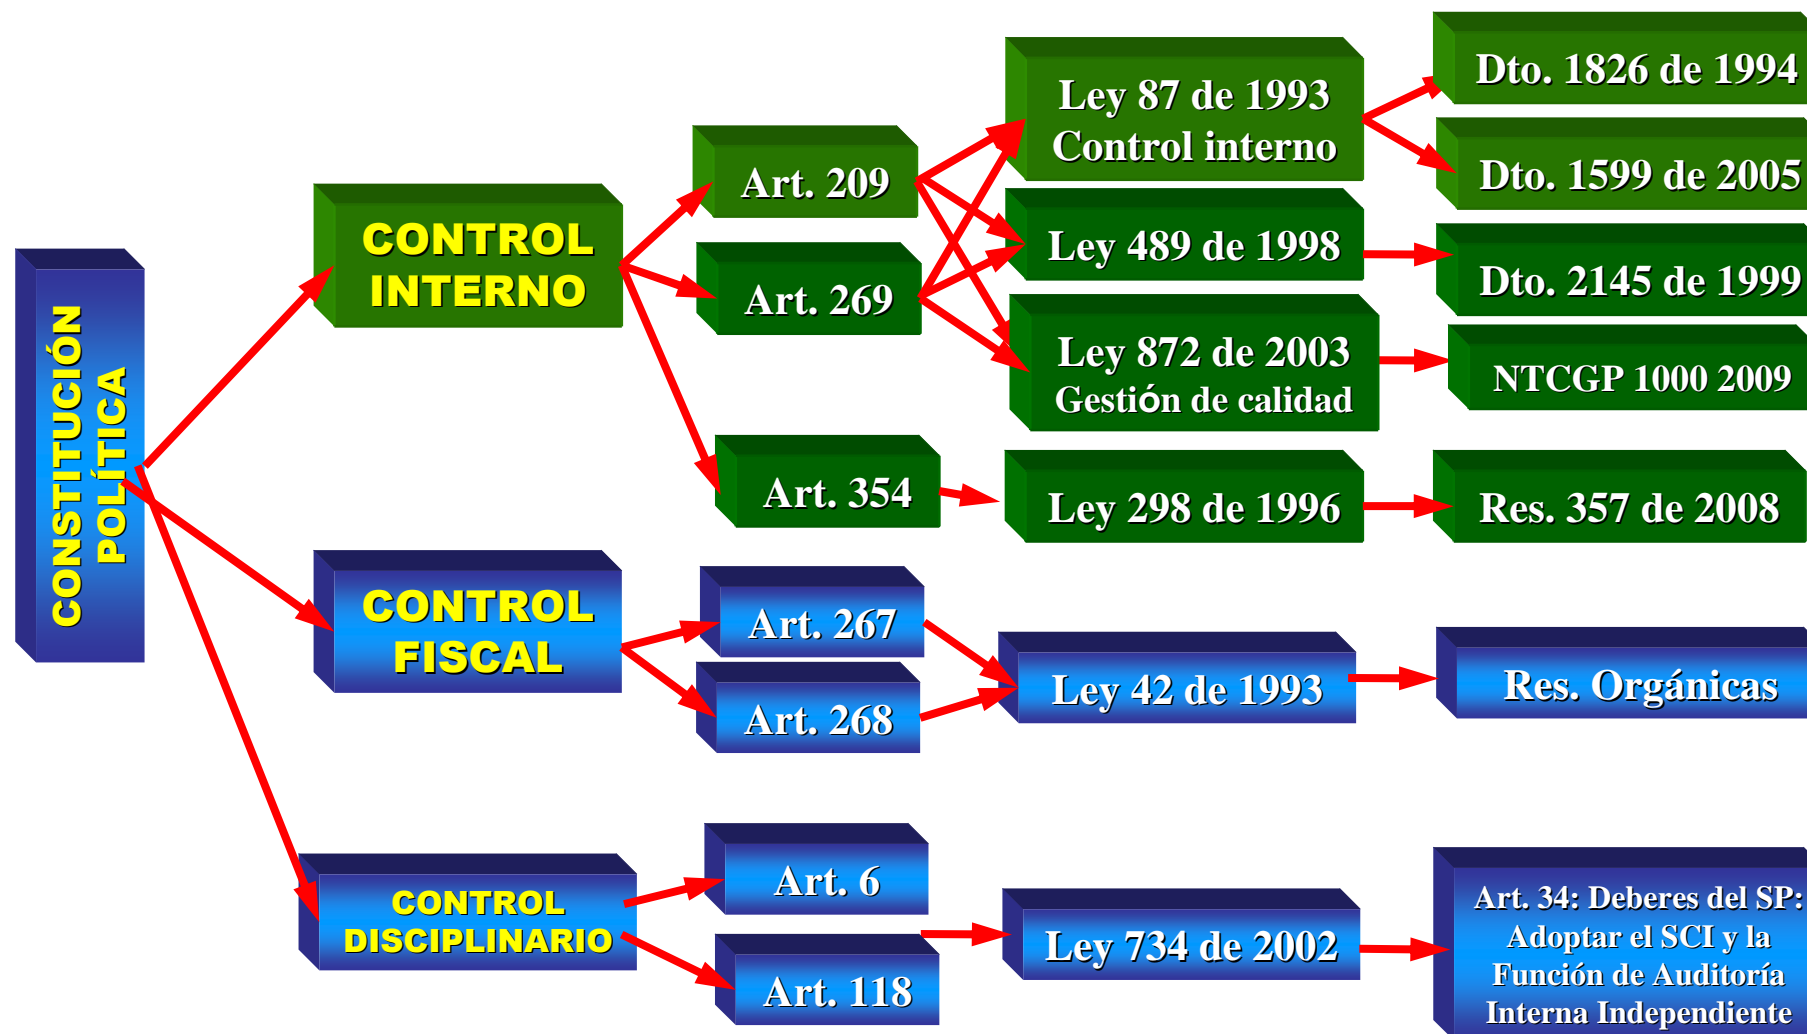 CONSTITUCIÓN
POLÍTICA
CONTROL
INTERNO
Art. 209
Art. 269
Art. 354
Ley 87 de 1993
Control interno
Ley 489 de 1998
Ley 872 de 2003
Gestión de calidad
Ley 298 de 1996
Dto. 1826 de 1994
Dto. 1599 de 2005
Dto. 2145 de 1999
NTCGP 1000 2009
Res. 357 de 2008
CONTROL
FISCAL
Art. 267
Art. 268
Ley 42 de 1993
Res. Orgánicas
CONTROL
DISCIPLINARIO
Art. 6
Art. 118
Ley 734 de 2002
Art. 34: Deberes del SP:
Adoptar el SCI y la
Función de Auditoría
Interna Independiente